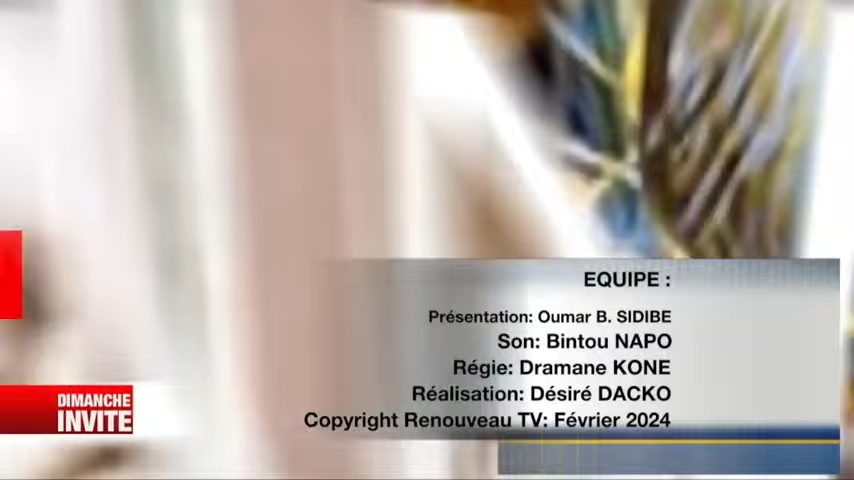 EQUIPE :
Présentation: Oumar B. SIDIBE
Son: Bintou NAPO
Régie: Dramane KONE
Réalisation: Désiré DACKO
Copyright Renouveau TV: Février 2024
DIMANCHE
INVITE